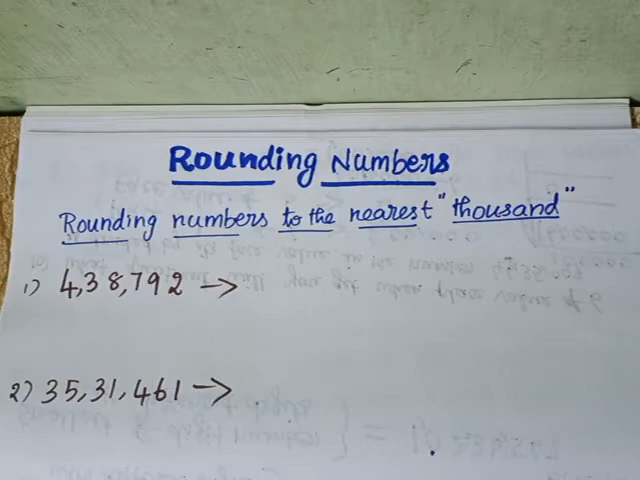 Rounding Numbers
Rounding numbers to the nearest "thousand"
1) 4,38,792 →
2) 35,31,461 →